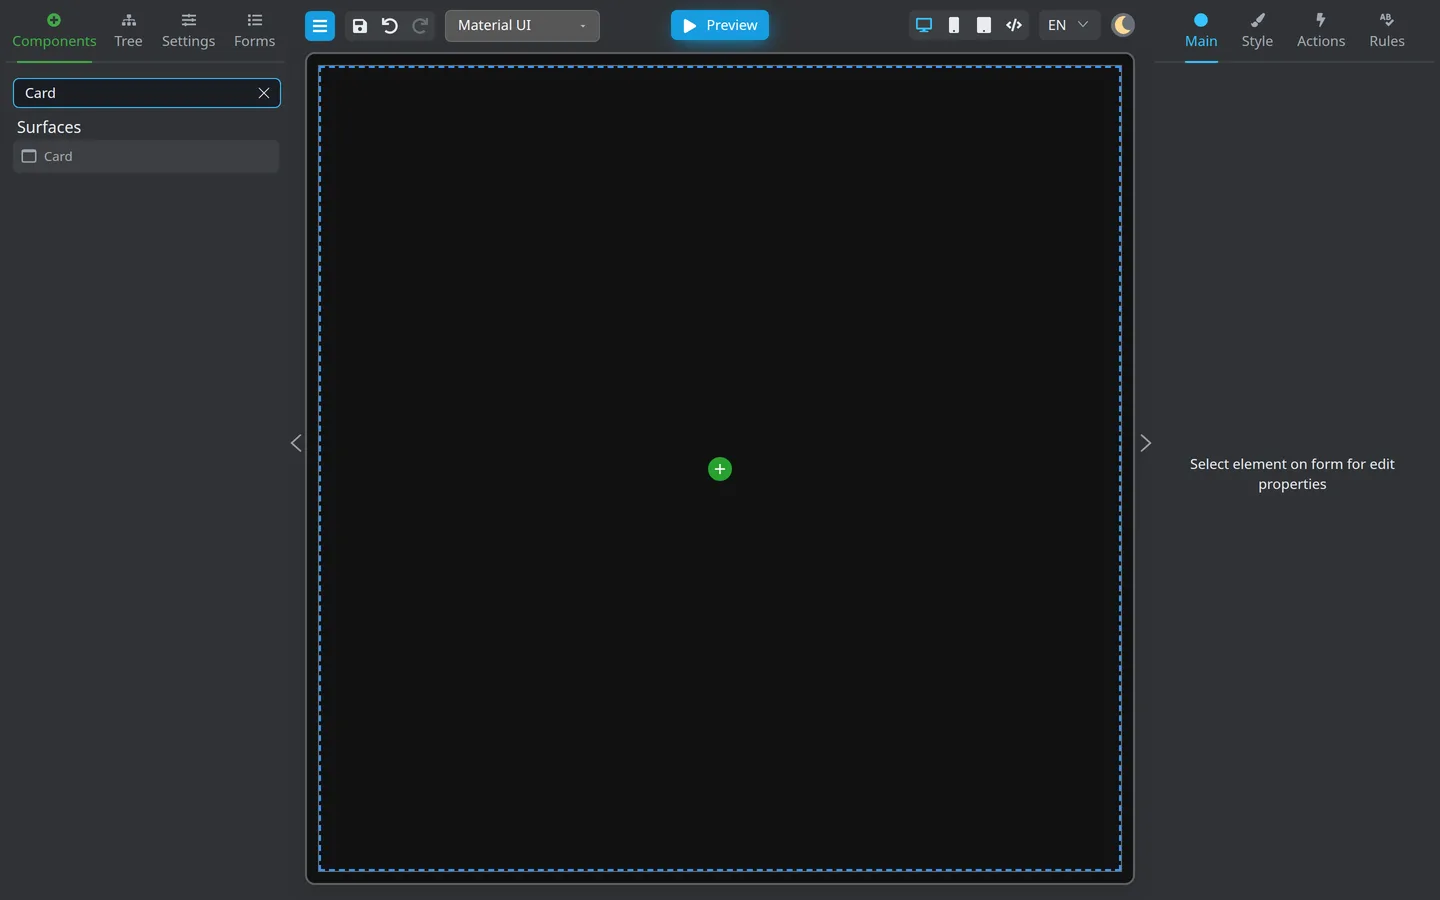 Components
Tree
Settings
Forms
Material UI
Preview
EN
Main
Style
Actions
AB
Rules
Card
Surfaces
Card
Select element on form for edit
properties